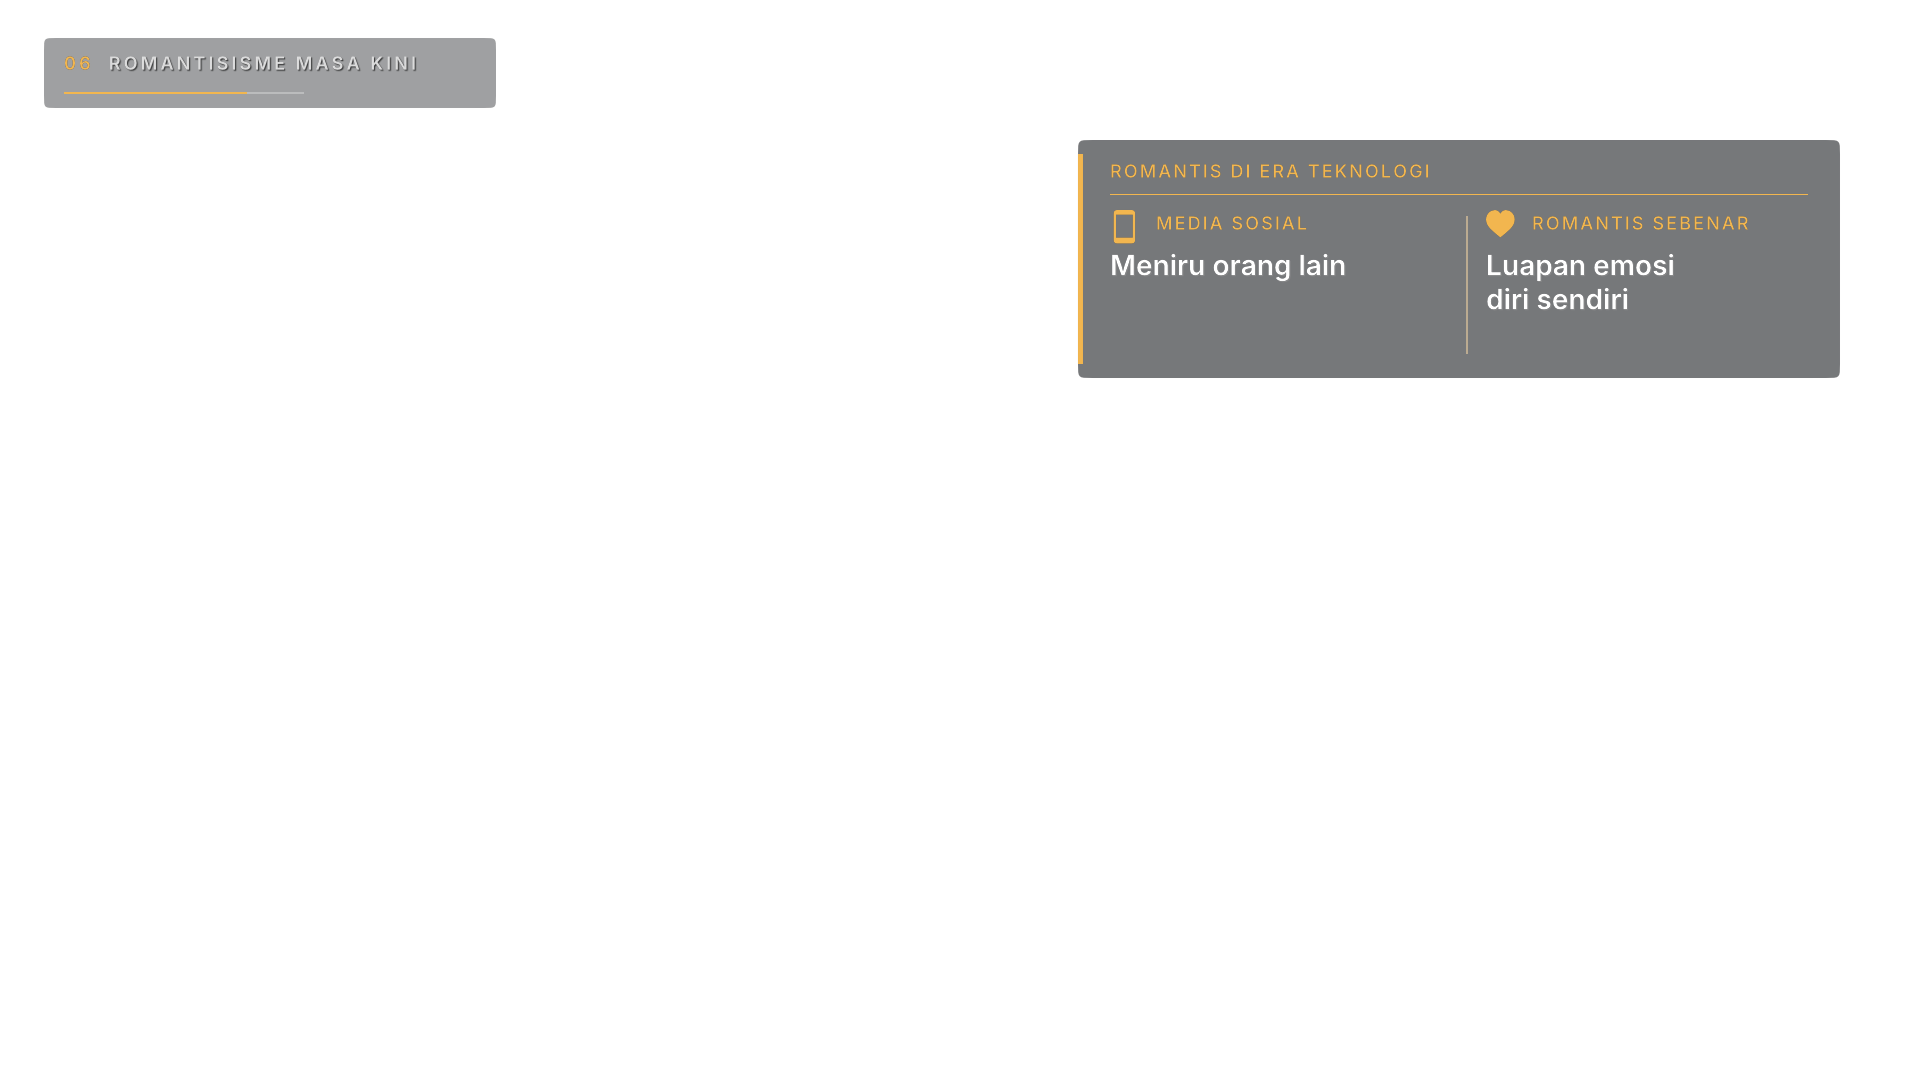 06 ROMANTISISME MASA KINI
ROMANTIS DI ERA TEKNOLOGI
MEDIA SOSIAL
Meniru orang lain
ROMANTIS SEBENAR
Luapan emosi
diri sendiri